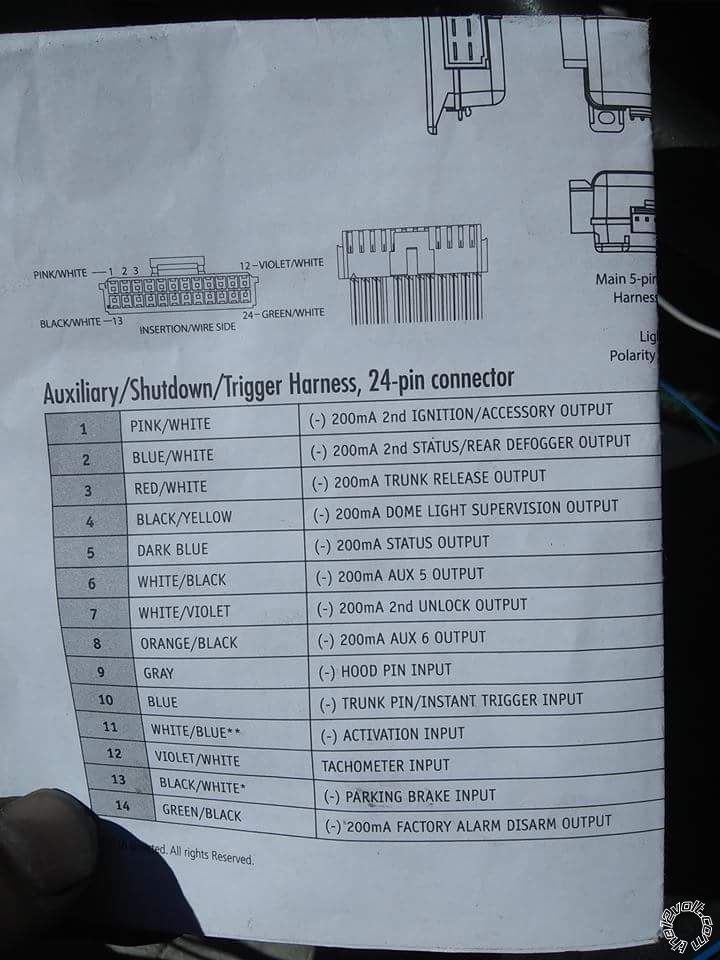 Main 5-pin
Harness
PINK/WHITE 1 2 3 12-VIOLET/WHITE
BLACK/WHITE 13 24-GREEN/WHITE
INSERTION/WIRE SIDE
Polarity
Auxiliary/Shutdown/Trigger Harness, 24-pin connector
1 PINK/WHITE (-) 200mA 2nd IGNITION/ACCESSORY OUTPUT
2 BLUE/WHITE (-) 200mA 2nd STATUS/REAR DEFOGGER OUTPUT
3 RED/WHITE (-) 200mA TRUNK RELEASE OUTPUT
4 BLACK/YELLOW (-) 200mA DOME LIGHT SUPERVISION OUTPUT
5 DARK BLUE (-) 200mA STATUS OUTPUT
6 WHITE/BLACK (-) 200mA AUX 5 OUTPUT
7 WHITE/VIOLET (-) 200mA 2nd UNLOCK OUTPUT
8 ORANGE/BLACK (-) 200mA AUX 6 OUTPUT
9 GRAY (-) HOOD PIN INPUT
10 BLUE (-) TRUNK PIN/INSTANT TRIGGER INPUT
11 WHITE/BLUE** (-) ACTIVATION INPUT
12 VIOLET/WHITE TACHOMETER INPUT
13 BLACK/WHITE* (-) PARKING BRAKE INPUT
14 GREEN/BLACK (-) 200mA FACTORY ALARM DISARM OUTPUT
All rights Reserved.
the12volt.com